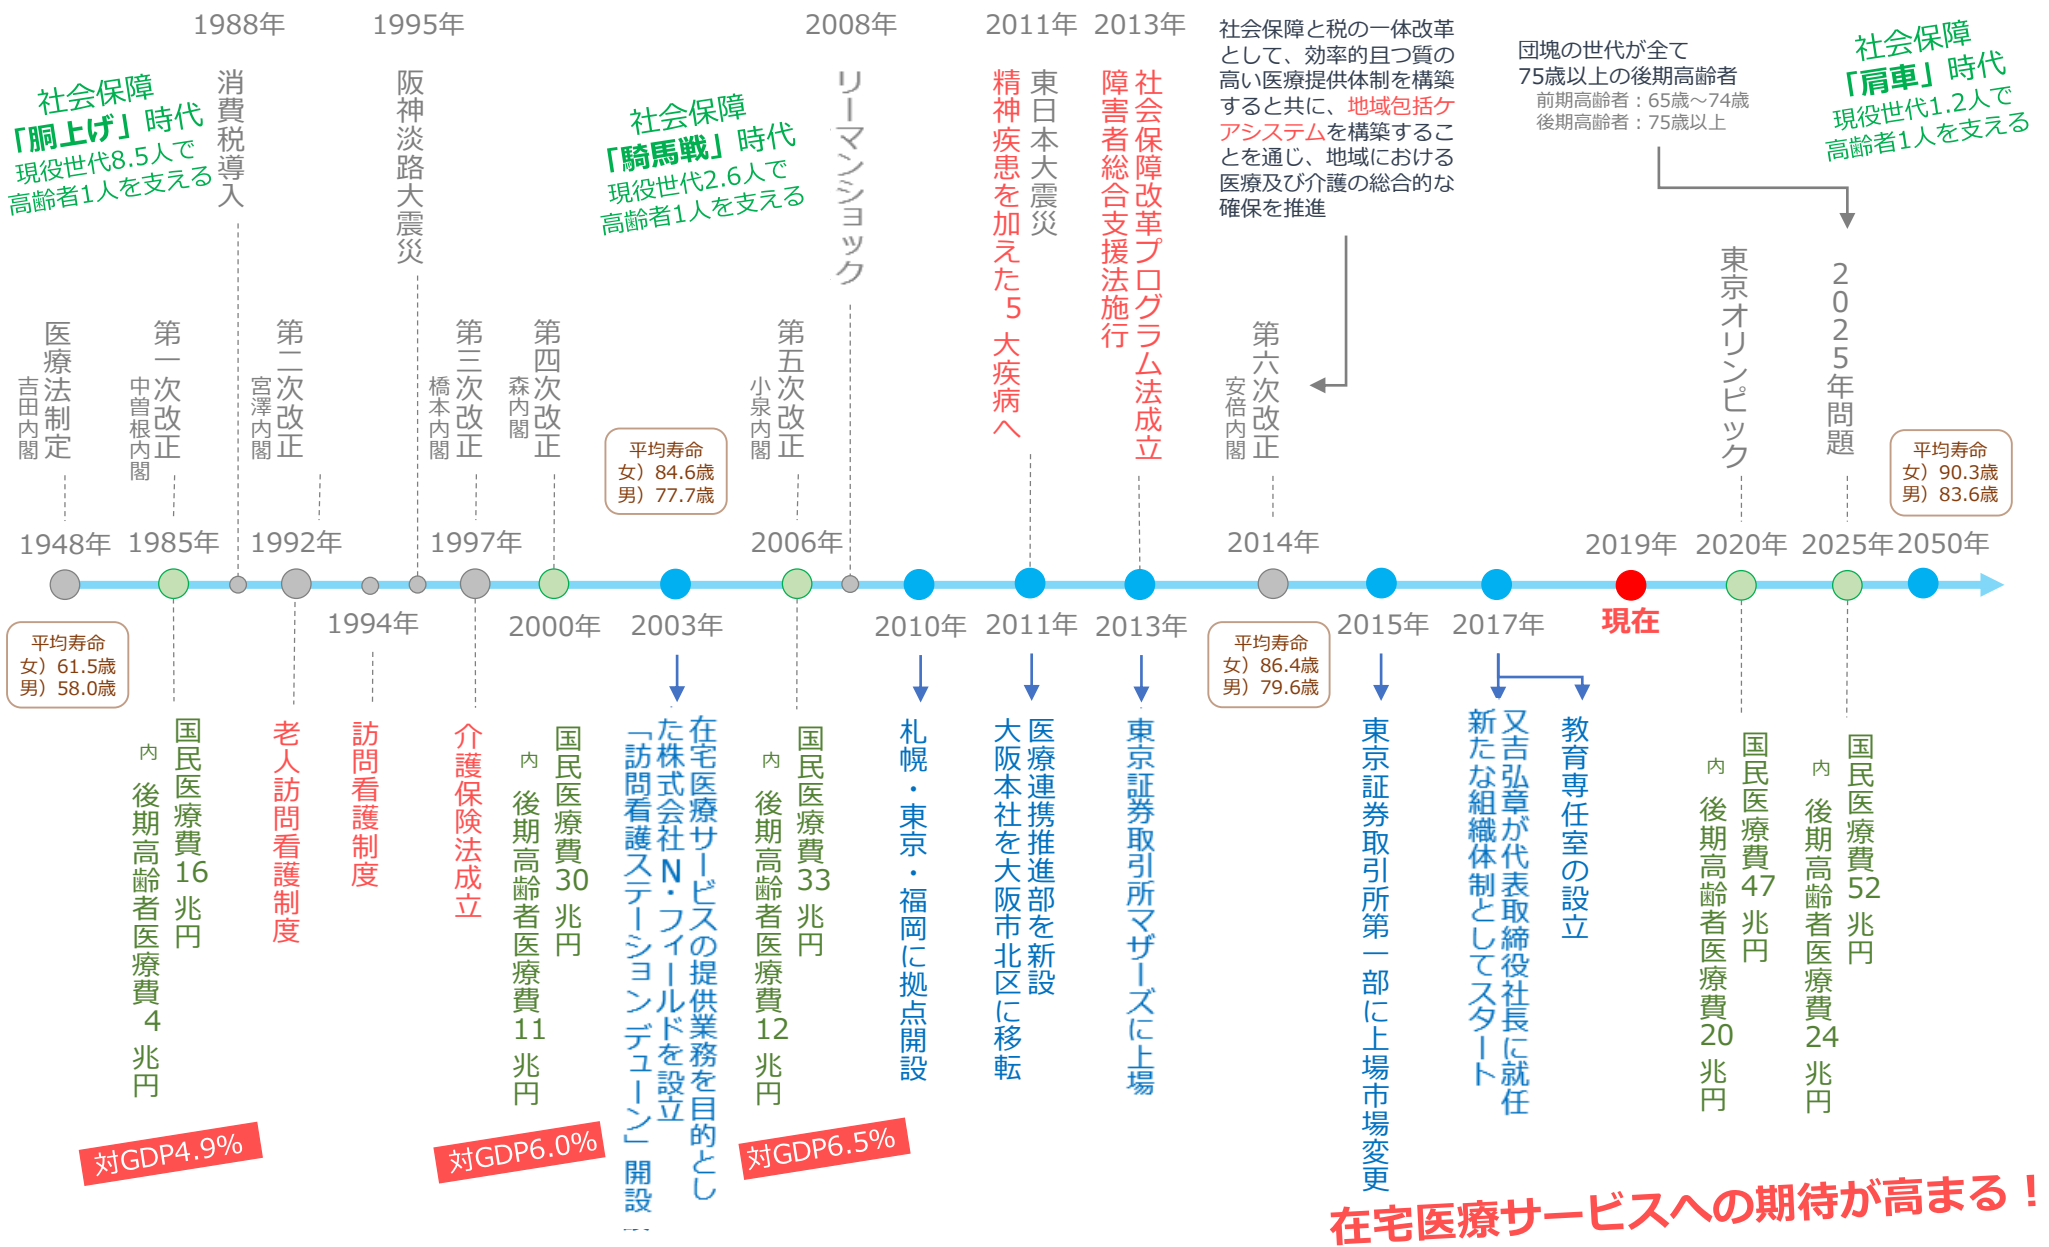 1988年
1995年
2008年
2011年
2013年
社会保障
「胴上げ」時代
現役世代8.5人で
高齢者1人を支える
消費税導入
阪神淡路大震災
社会保障
「騎馬戦」時代
現役世代2.6人で
高齢者1人を支える
リーマンショック
東日本大震災
精神疾患を加えた5大疾病へ
社会保障改革プログラム法成立
障害者総合支援法施行
社会保障と税の一体改革
として、効率的且つ質の
高い医療提供体制を構築
すると共に、地域包括ケ
アシステムを構築するこ
とを通じ、地域における
医療及び介護の総合的な
確保を推進
団塊の世代が全て
75歳以上の後期高齢者
前期高齢者：65歳～74歳
後期高齢者：75歳以上
社会保障
「肩車」時代
現役世代1.2人で
高齢者1人を支える
医療法制定
吉田内閣
第一次改正
中曽根内閣
第二次改正
宮澤内閣
第三次改正
橋本内閣
第四次改正
森内閣
平均寿命
女）84.6歳
男）77.7歳
第五次改正
小泉内閣
第六次改正
安倍内閣
東京オリンピック
2025年問題
平均寿命
女）90.3歳
男）83.6歳
1948年
1985年
1992年
1997年
2006年
2014年
2019年
2020年
2025年
2050年
現在
1994年
2000年
2003年
2010年
2011年
2013年
2015年
2017年
平均寿命
女）61.5歳
男）58.0歳
平均寿命
女）86.4歳
男）79.6歳
国民医療費16兆円
内 後期高齢者医療費4兆円
老人訪問看護制度
訪問看護制度
介護保険法成立
国民医療費30兆円
内 後期高齢者医療費11兆円
在宅医療サービスの提供業務を目的とし
た株式会社N・フィールドを設立
「訪問看護ステーションデューン」開設
国民医療費33兆円
内 後期高齢者医療費12兆円
札幌・東京・福岡に拠点開設
医療連携推進部を新設
大阪本社を大阪市北区に移転
東京証券取引所マザーズに上場
東京証券取引所第一部に上場市場変更
又吉弘章が代表取締役社長に就任
新たな組織体制としてスタート
教育専任室の設立
国民医療費47兆円
内 後期高齢者医療費20兆円
国民医療費52兆円
内 後期高齢者医療費24兆円
対GDP4.9%
対GDP6.0%
対GDP6.5%
在宅医療サービスへの期待が高まる！